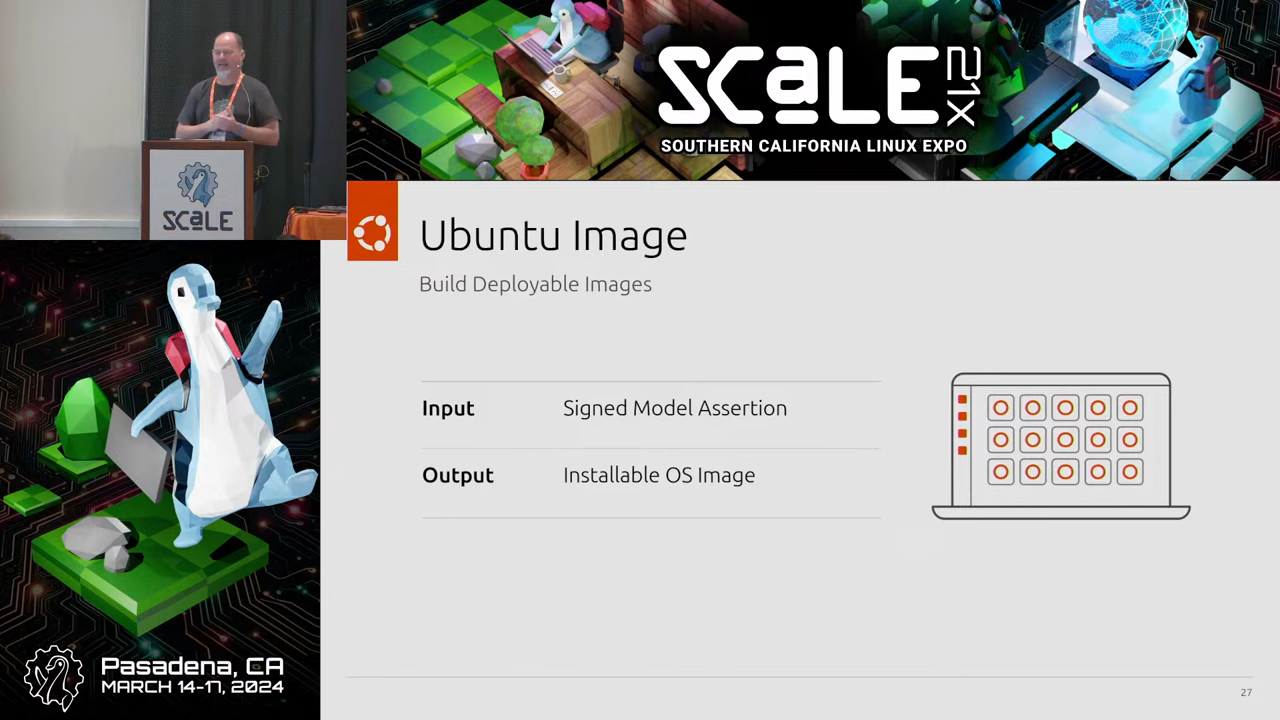 SCaLE 21X
SOUTHERN CALIFORNIA LINUX EXPO
SCaLE
Ubuntu Image
Build Deployable Images
Input Signed Model Assertion
Output Installable OS Image
Pasadena, CA
MARCH 14-17, 2024
27